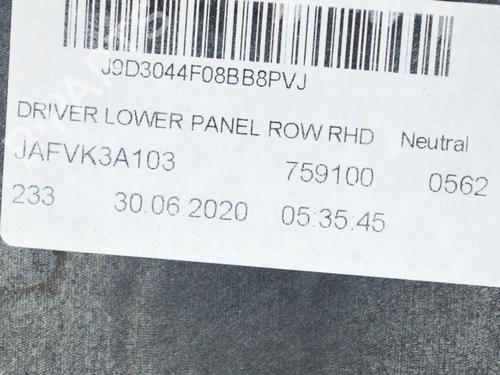 J9D3044F08BB8PVJ
DRIVER LOWER PANEL ROW RHD Neutral
JAFVK3A103 759100 0562
233 30.06.2020 05:35:45